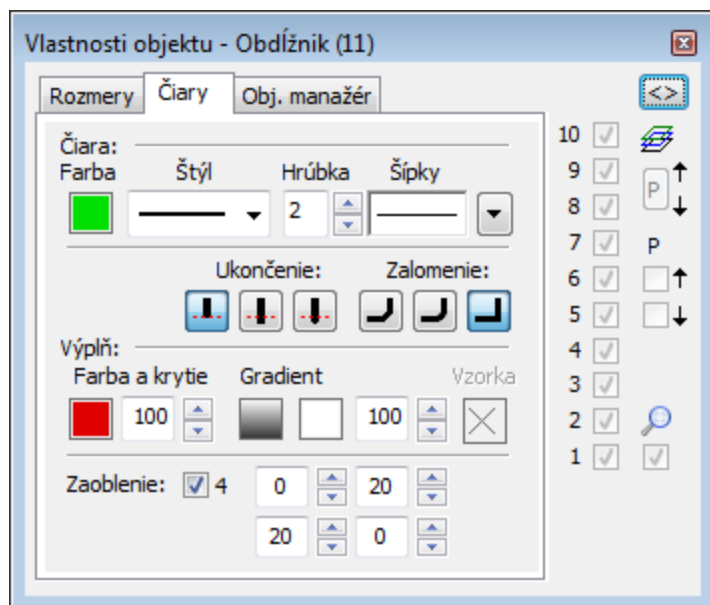 Vlastnosti objektu - Obdĺžnik (11)
Rozmery Čiary Obj. manažér <>
Čiara:
Farba Štýl Hrúbka Šípky
2
Ukončenie: Zalomenie:
Výplň:
Farba a krytie Gradient Vzorka
100 100
Zaoblenie: 4 0 20
20 0
10
9
P
8
7 P
6
5
4
3
2
1